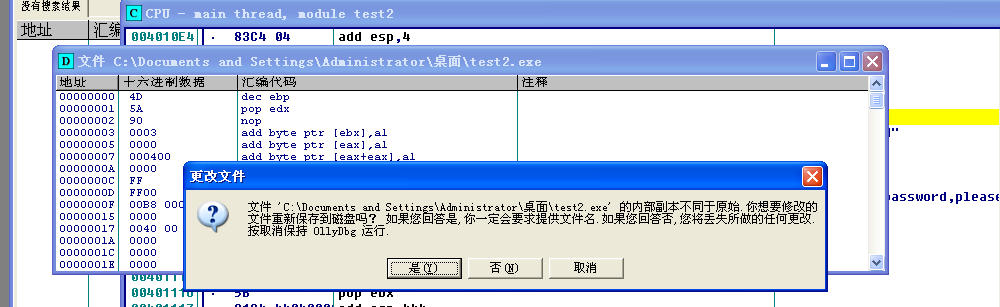 没有搜索结果
地址 汇编
CPU - main thread, module test2
004010E4 · 83C4 04 add esp,4
文件 C:\Documents and Settings\Administrator\桌面\test2.exe
地址 十六进制数据 汇编代码 注释
00000000 4D dec ebp
00000001 5A pop edx
00000002 90 nop
00000003 0003 add byte ptr [ebx],al
00000005 0000 add byte ptr [eax],al
00000007 000400 add byte ptr [eax+eax],al
0000000A 0000
0000000C FF
0000000D FF00
0000000F 00B8 000
00000015 0000
00000017 0040 00
0000001A 0000
0000001C 0000
0000001E 0000
更改文件
文件 'C:\Documents and Settings\Administrator\桌面\test2.exe' 的内部副本不同于原始.你想要修改的
文件重新保存到磁盘吗? 如果您回答是,你一定会要求提供文件名.如果您回答否,您将丢失所做的任何更改.
按取消保持 OllyDbg 运行.
是(Y) 否(N) 取消
password,please
00401116 · 5B pop ebx